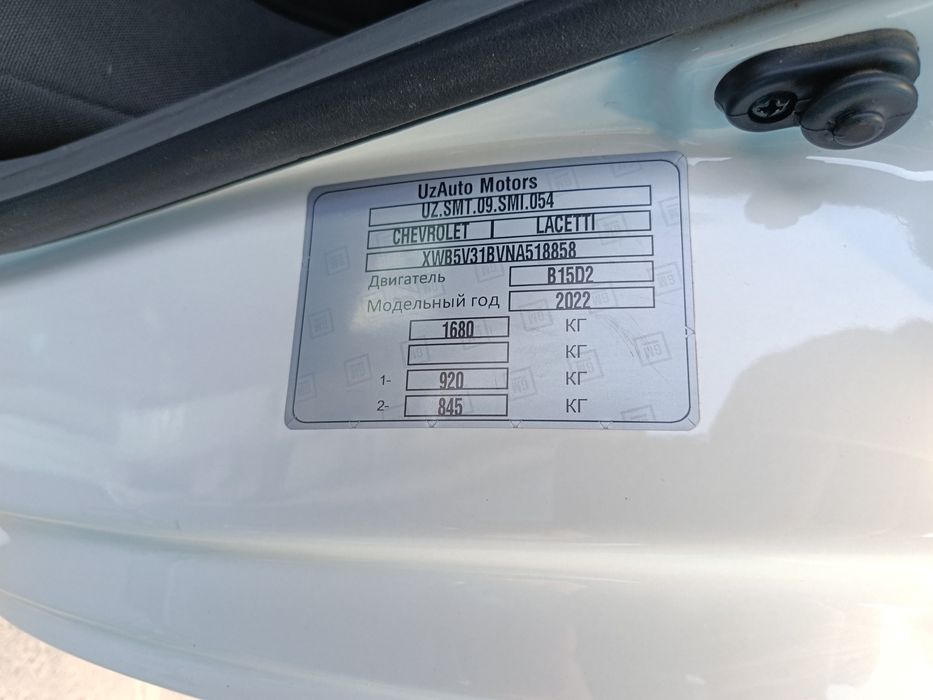 UzAuto Motors
UZ.SMT.09.SMI.054
CHEVROLET LACETTI
XWB5V31BVNA518858
Двигатель B15D2
Модельный год 2022
1680 КГ
КГ
1- 920 КГ
2- 845 КГ